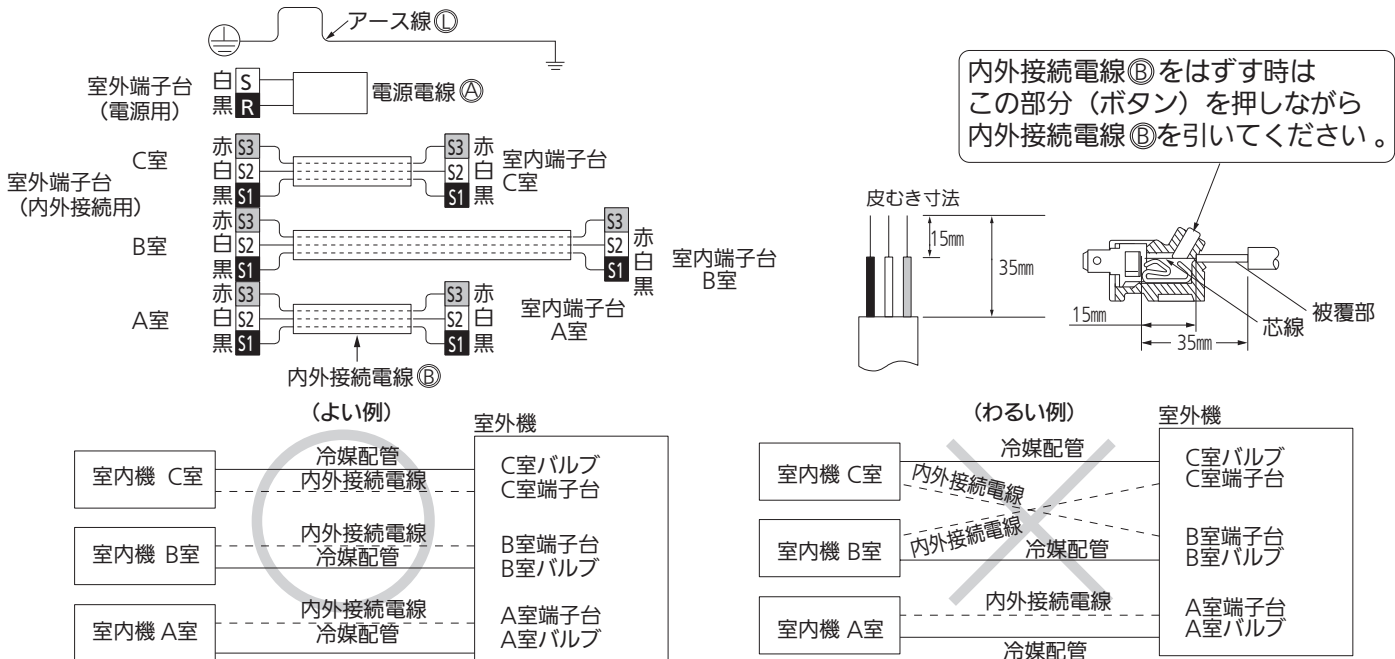 アース線Ⓛ
室外端子台
（電源用）
白 S
黒 R
電源電線Ⓐ
内外接続電線Ⓑをはずす時は
この部分（ボタン）を押しながら
内外接続電線Ⓑを引いてください。
室外端子台
（内外接続用）
C室
赤 S3
白 S2
黒 S1
S3 赤
S2 白
S1 黒
室内端子台
C室
B室
赤 S3
白 S2
黒 S1
S3
S2
S1
赤
白
黒
室内端子台
B室
A室
赤 S3
白 S2
黒 S1
S3 赤
S2 白
S1 黒
室内端子台
A室
内外接続電線Ⓑ
皮むき寸法
15㎜
35㎜
15㎜
35㎜
芯線
被覆部
（よい例）
室外機
室内機 C室
冷媒配管
内外接続電線
C室バルブ
C室端子台
室内機 B室
内外接続電線
冷媒配管
B室端子台
B室バルブ
室内機 A室
内外接続電線
冷媒配管
A室端子台
A室バルブ
（わるい例）
室外機
室内機 C室
冷媒配管
内外接続電線
C室バルブ
C室端子台
室内機 B室
内外接続電線
冷媒配管
B室端子台
B室バルブ
室内機 A室
内外接続電線
冷媒配管
A室端子台
A室バルブ